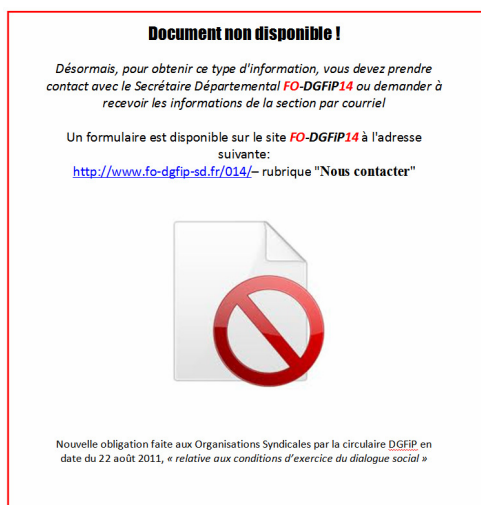 Document non disponible !
Désormais, pour obtenir ce type d'information, vous devez prendre
contact avec le Secrétaire Départemental FO-DGFiP14 ou demander à
recevoir les informations de la section par courriel
Un formulaire est disponible sur le site FO-DGFiP14 à l'adresse
suivante:
http://www.fo-dgfip-sd.fr/014/– rubrique "Nous contacter"
Nouvelle obligation faite aux Organisations Syndicales par la circulaire DGFiP en
date du 22 août 2011, « relative aux conditions d'exercice du dialogue social »